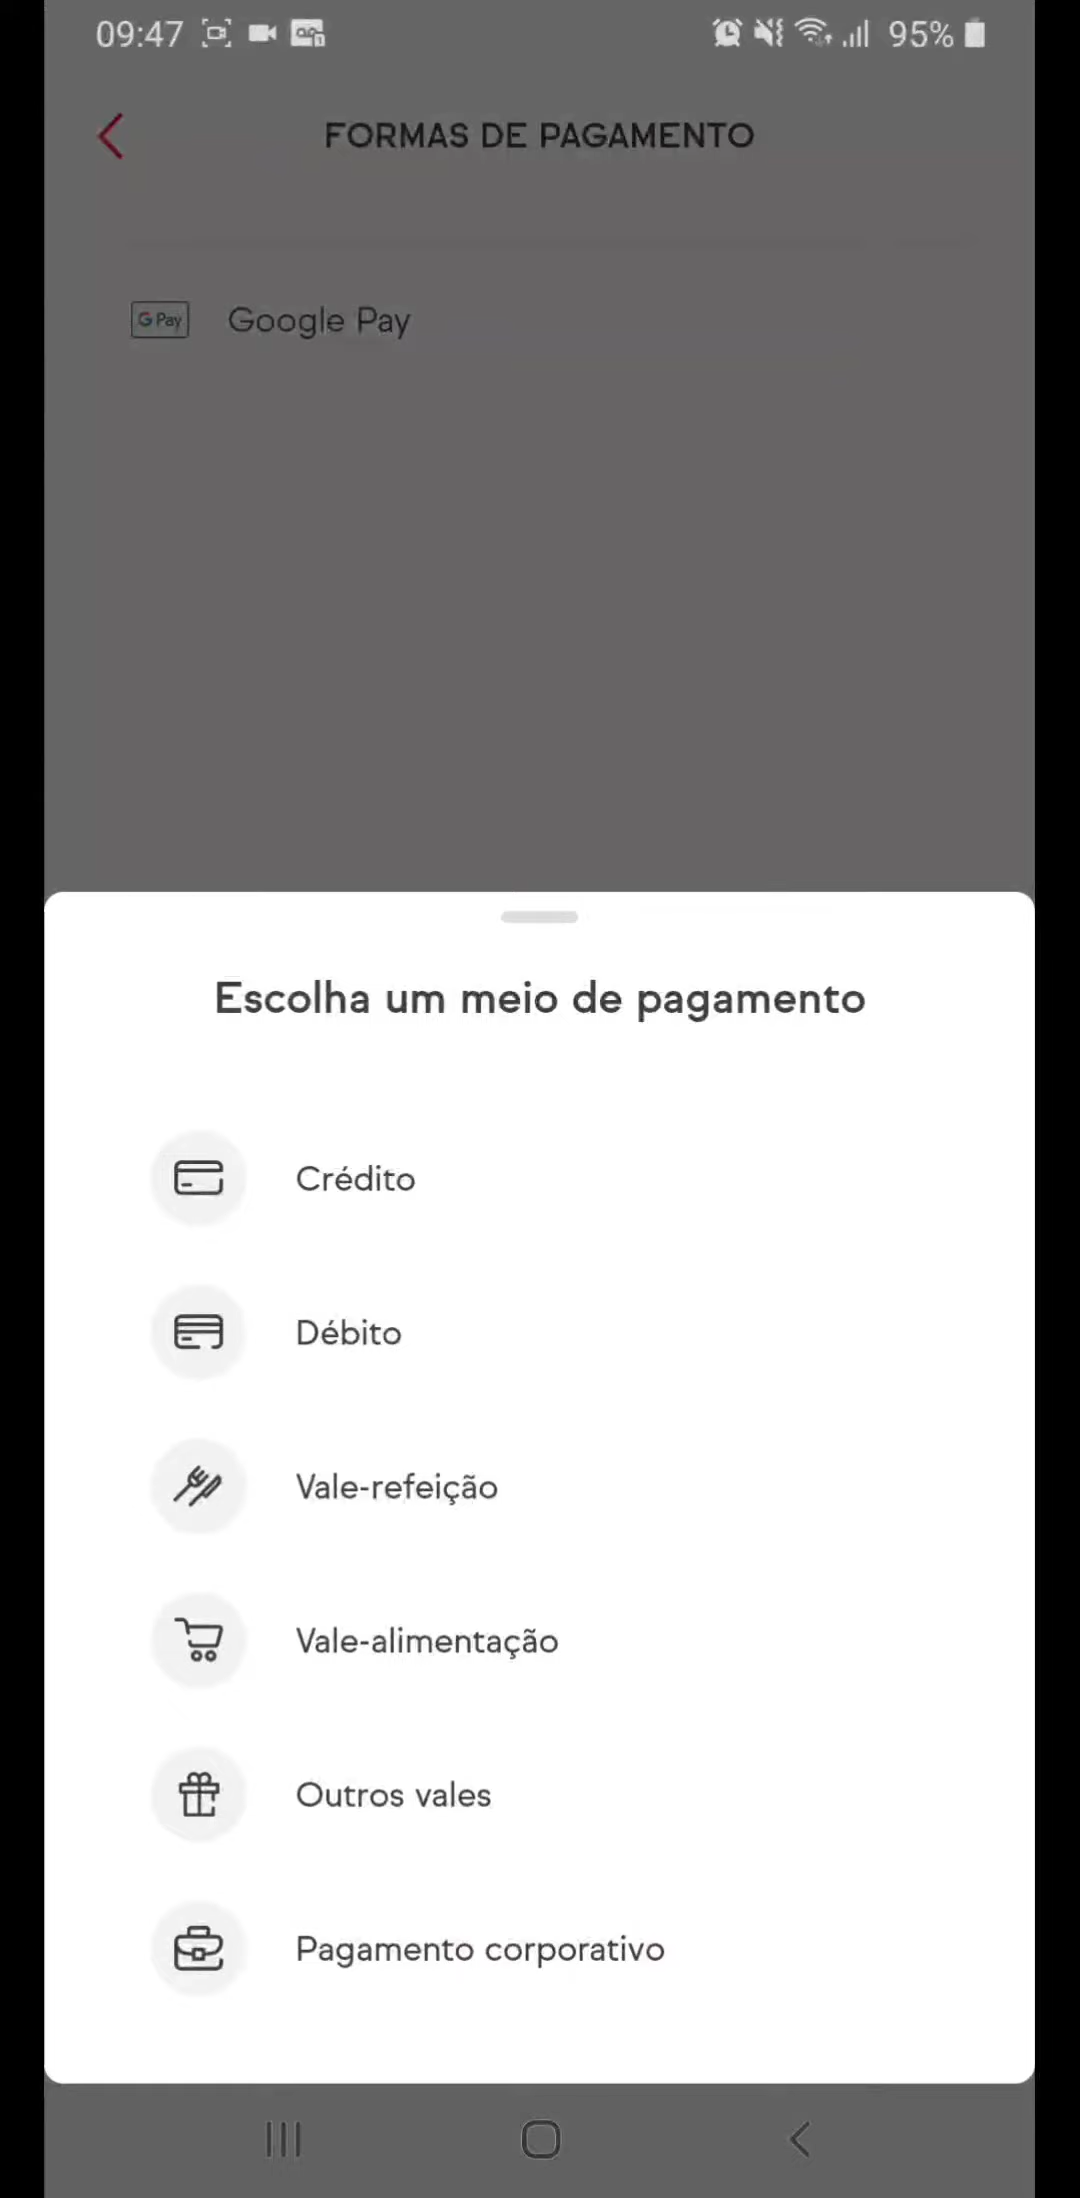 09:47 95%
FORMAS DE PAGAMENTO
G Pay Google Pay
Escolha um meio de pagamento
Crédito
Débito
Vale-refeição
Vale-alimentação
Outros vales
Pagamento corporativo